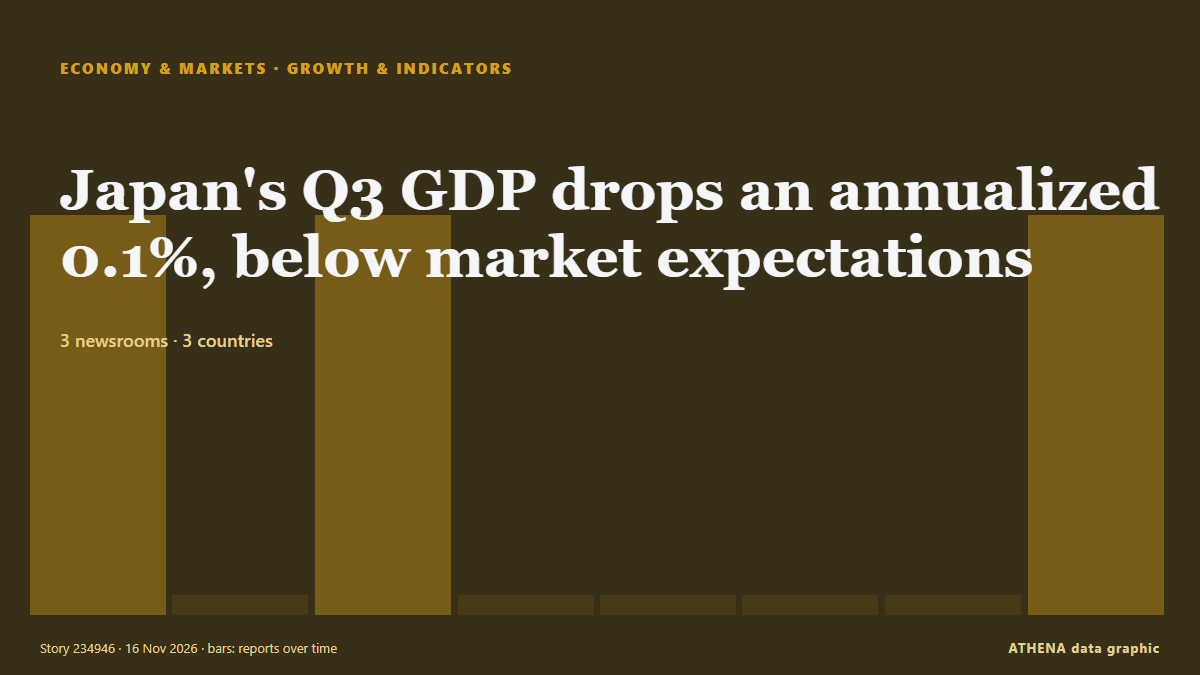 ECONOMY & MARKETS · GROWTH & INDICATORS
Japan's Q3 GDP drops an annualized
0.1%, below market expectations
3 newsrooms · 3 countries
Story 234946 · 16 Nov 2026 · bars: reports over time
ATHENA data graphic